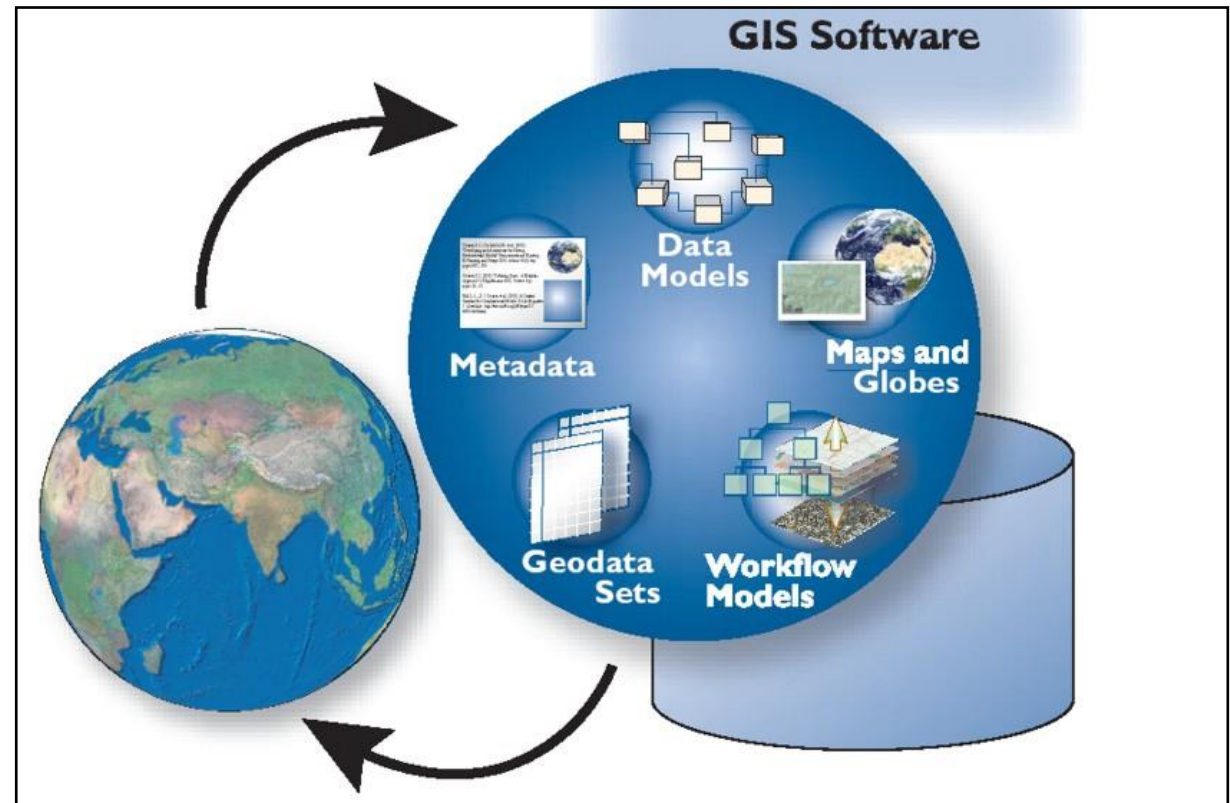 GIS Software
Data
Models
Metadata
Maps and
Globes
Geodata
Sets
Workflow
Models